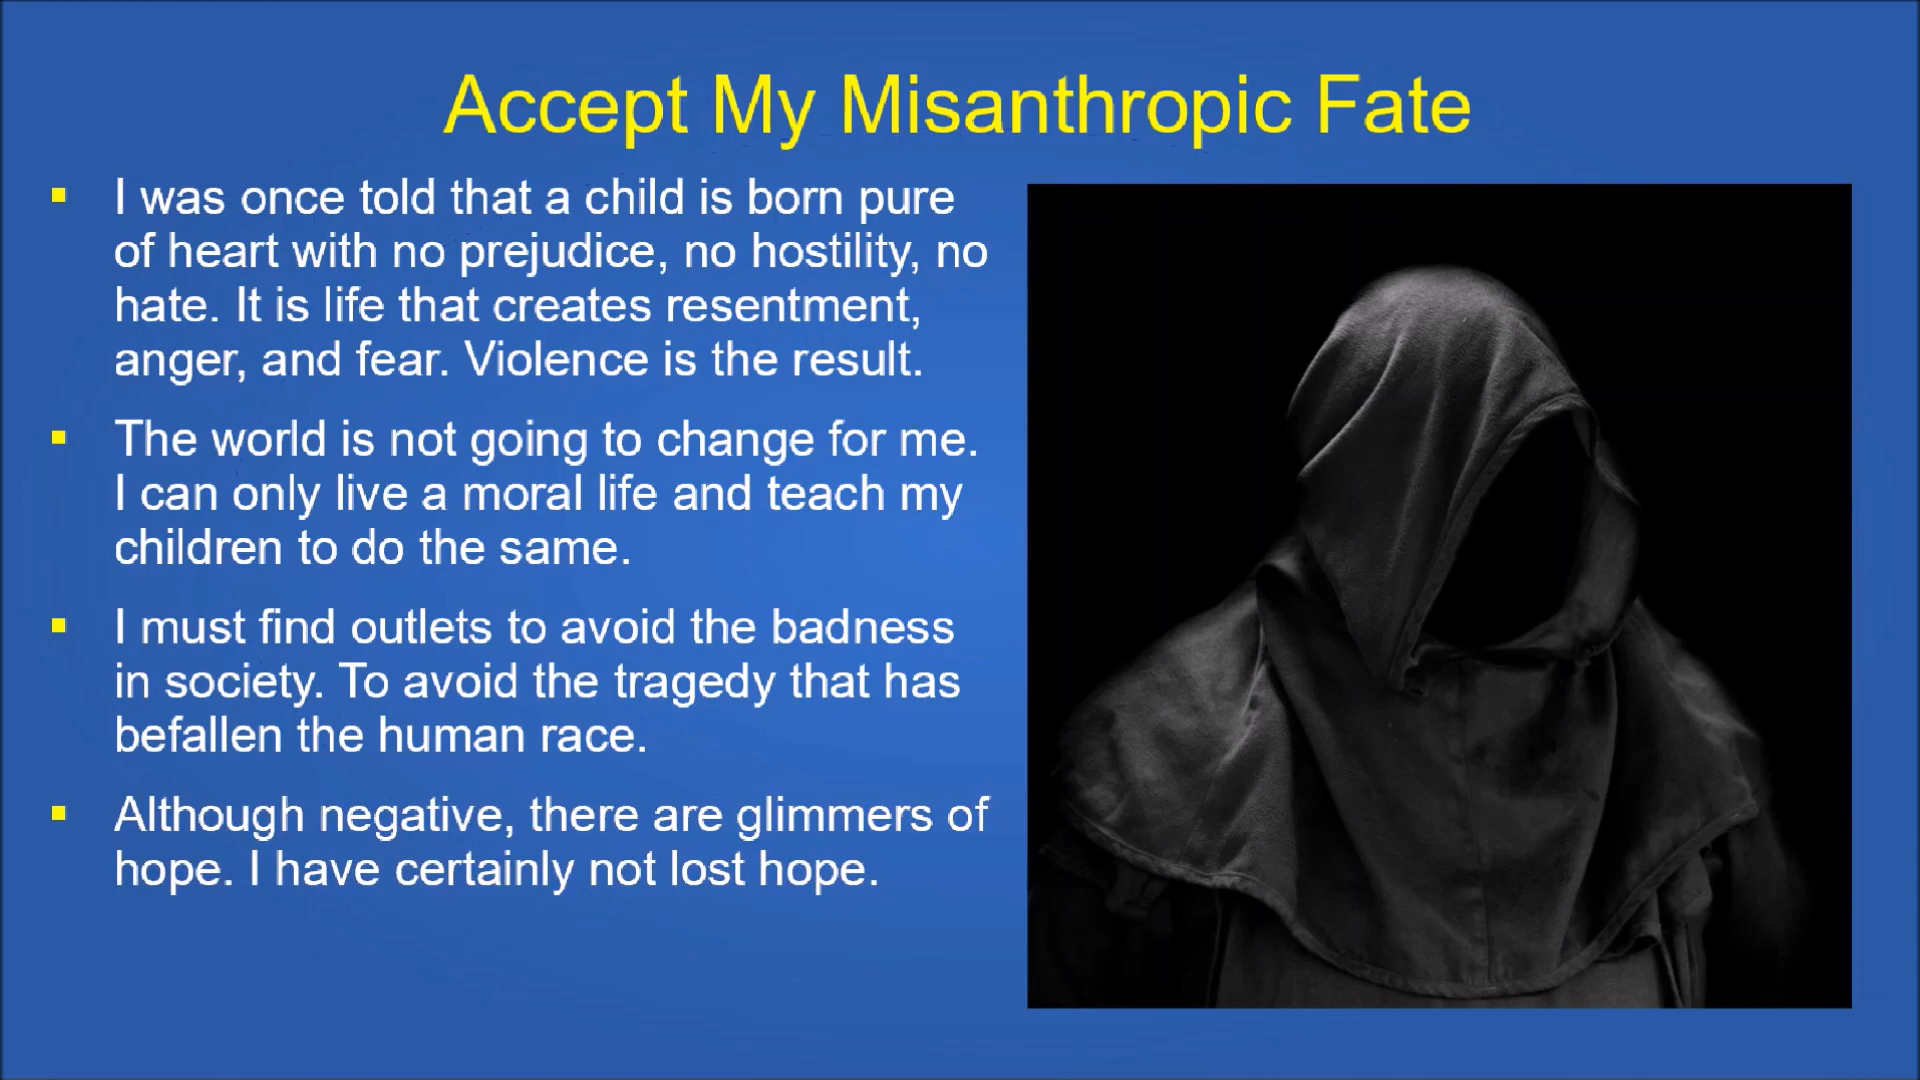 Accept My Misanthropic Fate
I was once told that a child is born pure
of heart with no prejudice, no hostility, no
hate. It is life that creates resentment,
anger, and fear. Violence is the result.
The world is not going to change for me.
I can only live a moral life and teach my
children to do the same.
I must find outlets to avoid the badness
in society. To avoid the tragedy that has
befallen the human race.
Although negative, there are glimmers of
hope. I have certainly not lost hope.